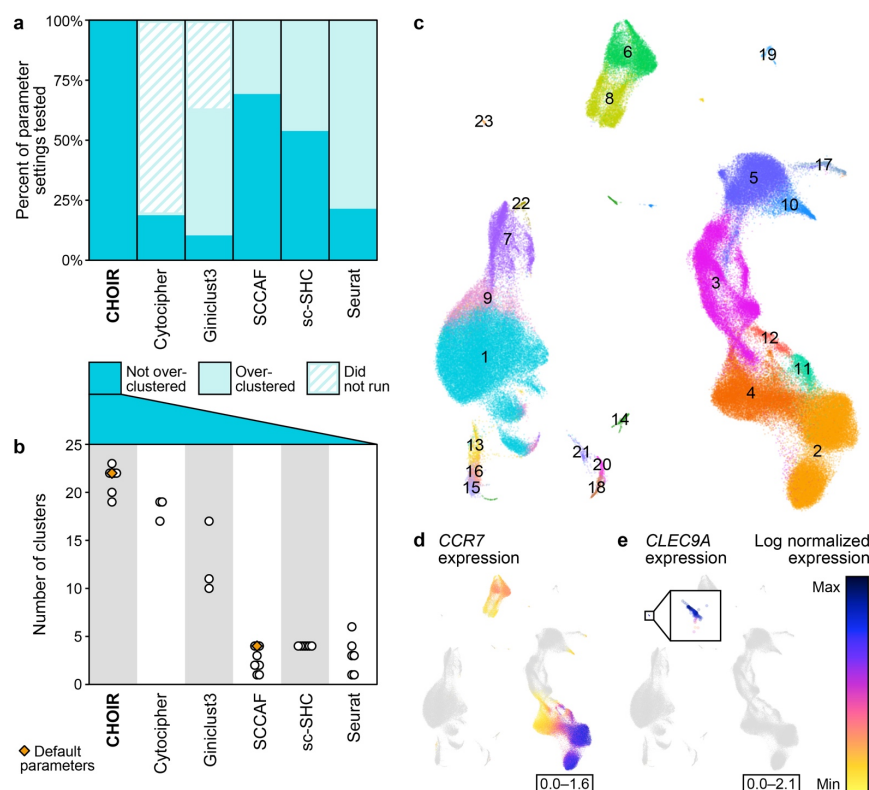 a
100%
75%
50%
25%
0%
Percent of parameter
settings tested
CHOIR
Cytocipher
Giniclust3
SCCAF
sc-SHC
Seurat
Not over-
clustered
Over-
clustered
Did
not run
b
25
20
15
10
5
0
Number of clusters
CHOIR
Cytocipher
Giniclust3
SCCAF
sc-SHC
Seurat
Default
parameters
c
6
19
8
23
5
17
10
22
7
3
9
1
12
11
4
14
2
13
21
16
20
15
18
d CCR7
expression
0.0–1.6
e CLEC9A
expression
0.0–2.1
Log normalized
expression
Max
Min